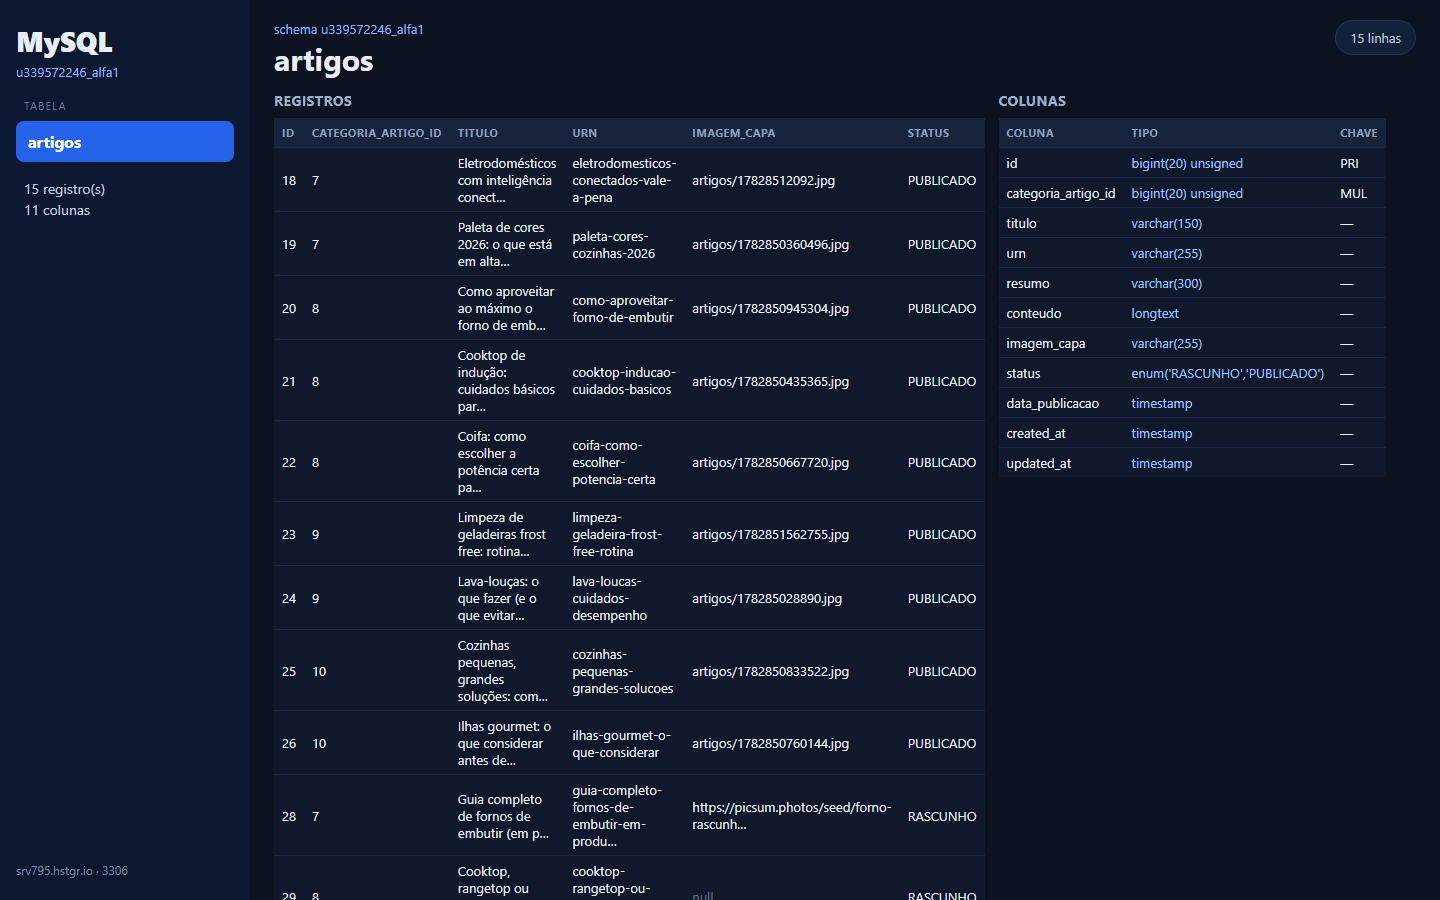 MySQL
u339572246_alfa1
TABELA
artigos
15 registro(s)
11 colunas
srv795.hstgr.io · 3306
schema u339572246_alfa1
artigos
15 linhas
REGISTROS
ID CATEGORIA_ARTIGO_ID TITULO URN IMAGEM_CAPA STATUS
18 7 Eletrodomésticos com inteligência conect... eletrodomesticos-conectados-vale-a-pena artigos/17828512092.jpg PUBLICADO
19 7 Paleta de cores 2026: o que está em alta... paleta-cores-cozinhas-2026 artigos/1782850360496.jpg PUBLICADO
20 8 Como aproveitar ao máximo o forno de emb... como-aproveitar-forno-de-embutir artigos/1782850945304.jpg PUBLICADO
21 8 Cooktop de indução: cuidados básicos par... cooktop-inducao-cuidados-basicos artigos/1782850435365.jpg PUBLICADO
22 8 Coifa: como escolher a potência certa pa... coifa-como-escolher-potencia-certa artigos/1782850667720.jpg PUBLICADO
23 9 Limpeza de geladeiras frost free: rotina... limpeza-geladeira-frost-free-rotina artigos/1782851562755.jpg PUBLICADO
24 9 Lava-louças: o que fazer (e o que evitar... lava-loucas-cuidados-desempenho artigos/178285028890.jpg PUBLICADO
25 10 Cozinhas pequenas, grandes soluções: com... cozinhas-pequenas-grandes-solucoes artigos/1782850833522.jpg PUBLICADO
26 10 Ilhas gourmet: o que considerar antes de... ilhas-gourmet-o-que-considerar artigos/1782850760144.jpg PUBLICADO
28 7 Guia completo de fornos de embutir (em p... guia-completo-fornos-de-embutir-em-produ... https://picsum.photos/seed/forno-rascunh... RASCUNHO
29 8 Cooktop, rangetop ou cooktop-rangetop-ou- null RASCUNHO
COLUNAS
COLUNA TIPO CHAVE
id bigint(20) unsigned PRI
categoria_artigo_id bigint(20) unsigned MUL
titulo varchar(150) —
urn varchar(255) —
resumo varchar(300) —
conteudo longtext —
imagem_capa varchar(255) —
status enum('RASCUNHO','PUBLICADO') —
data_publicacao timestamp —
created_at timestamp —
updated_at timestamp —